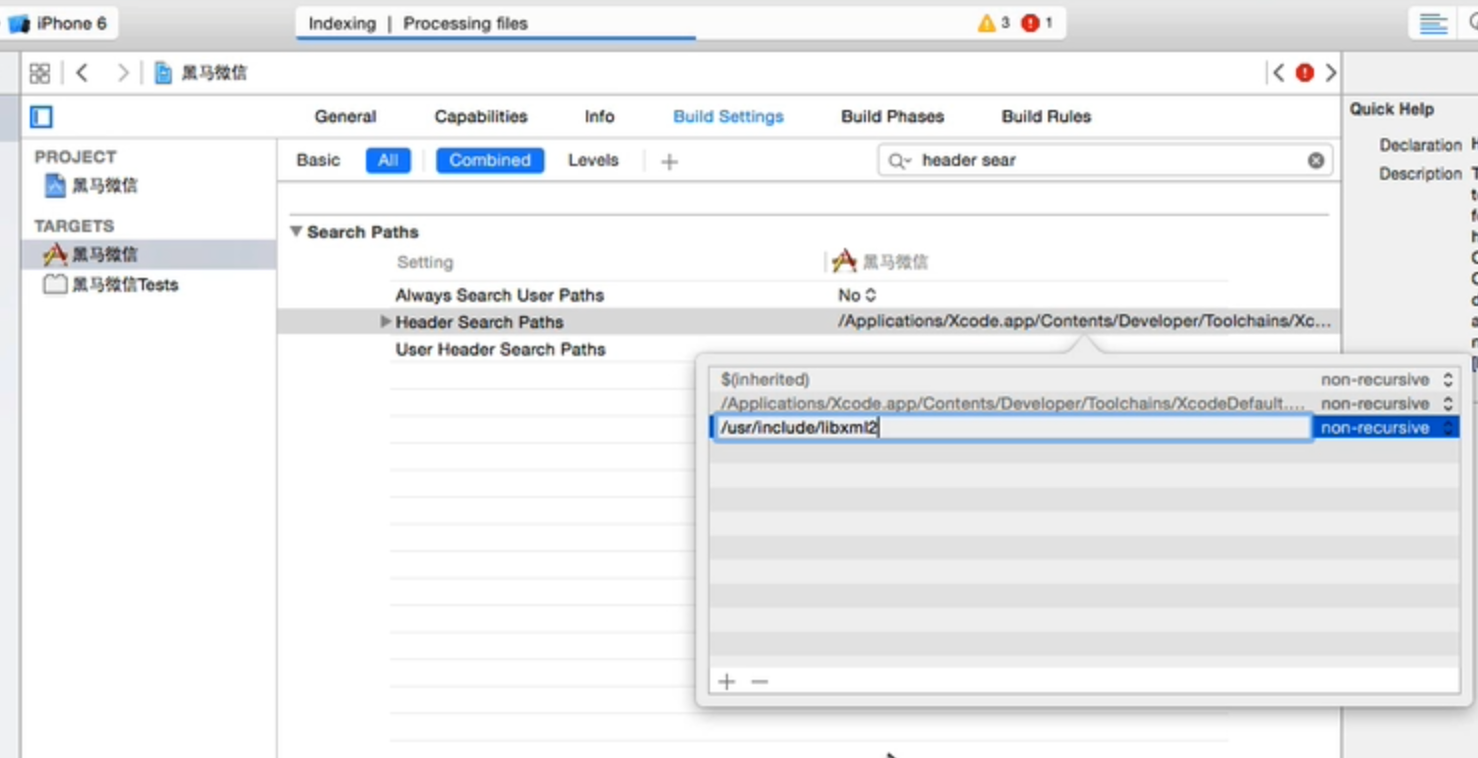 iPhone 6
Indexing | Processing files
3
1
黑马微信
General
Capabilities
Info
Build Settings
Build Phases
Build Rules
Quick Help
PROJECT
黑马微信
TARGETS
黑马微信
黑马微信Tests
Basic
All
Combined
Levels
header sear
Declaration
Description
Search Paths
Setting
黑马微信
Always Search User Paths
No
Header Search Paths
/Applications/Xcode.app/Contents/Developer/Toolchains/Xc...
User Header Search Paths
$(inherited)
non-recursive
/Applications/Xcode.app/Contents/Developer/Toolchains/XcodeDefault....
non-recursive
/usr/include/libxml2
non-recursive